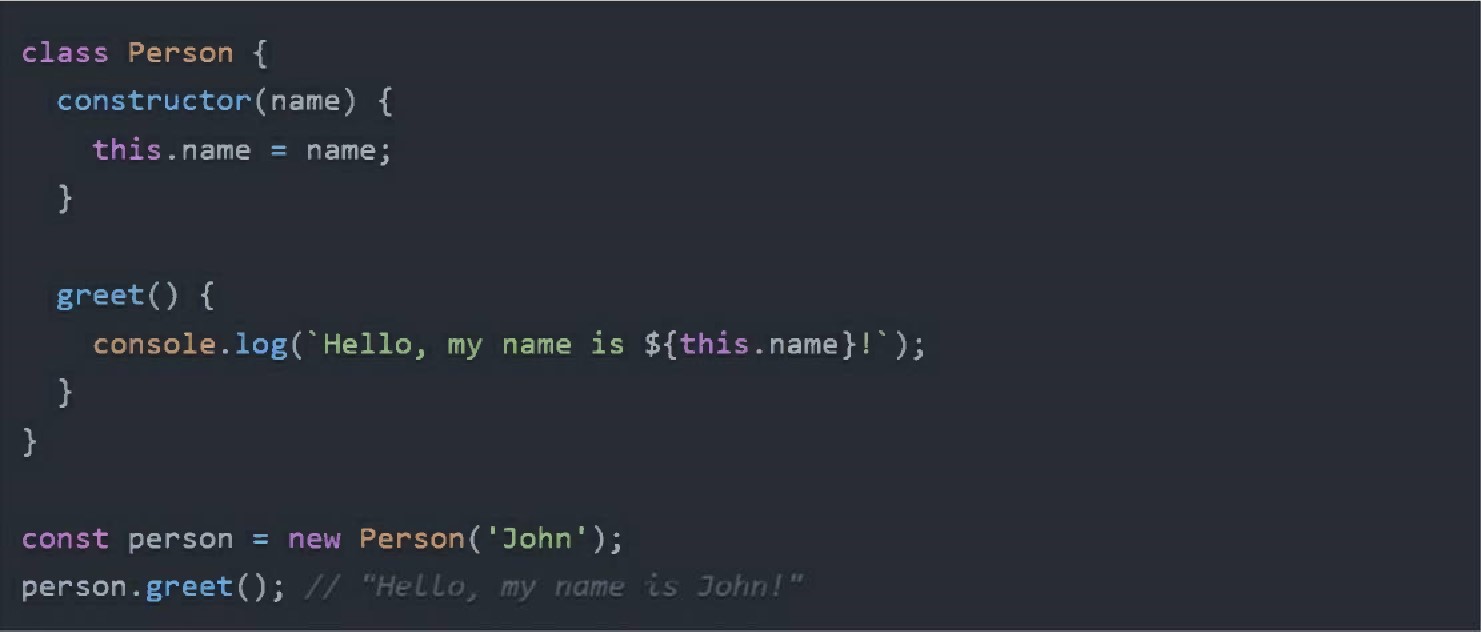 class Person {
  constructor(name) {
    this.name = name;
  }
  greet() {
    console.log(`Hello, my name is ${this.name}!`);
  }
}
const person = new Person('John');
person.greet(); // "Hello, my name is John!"